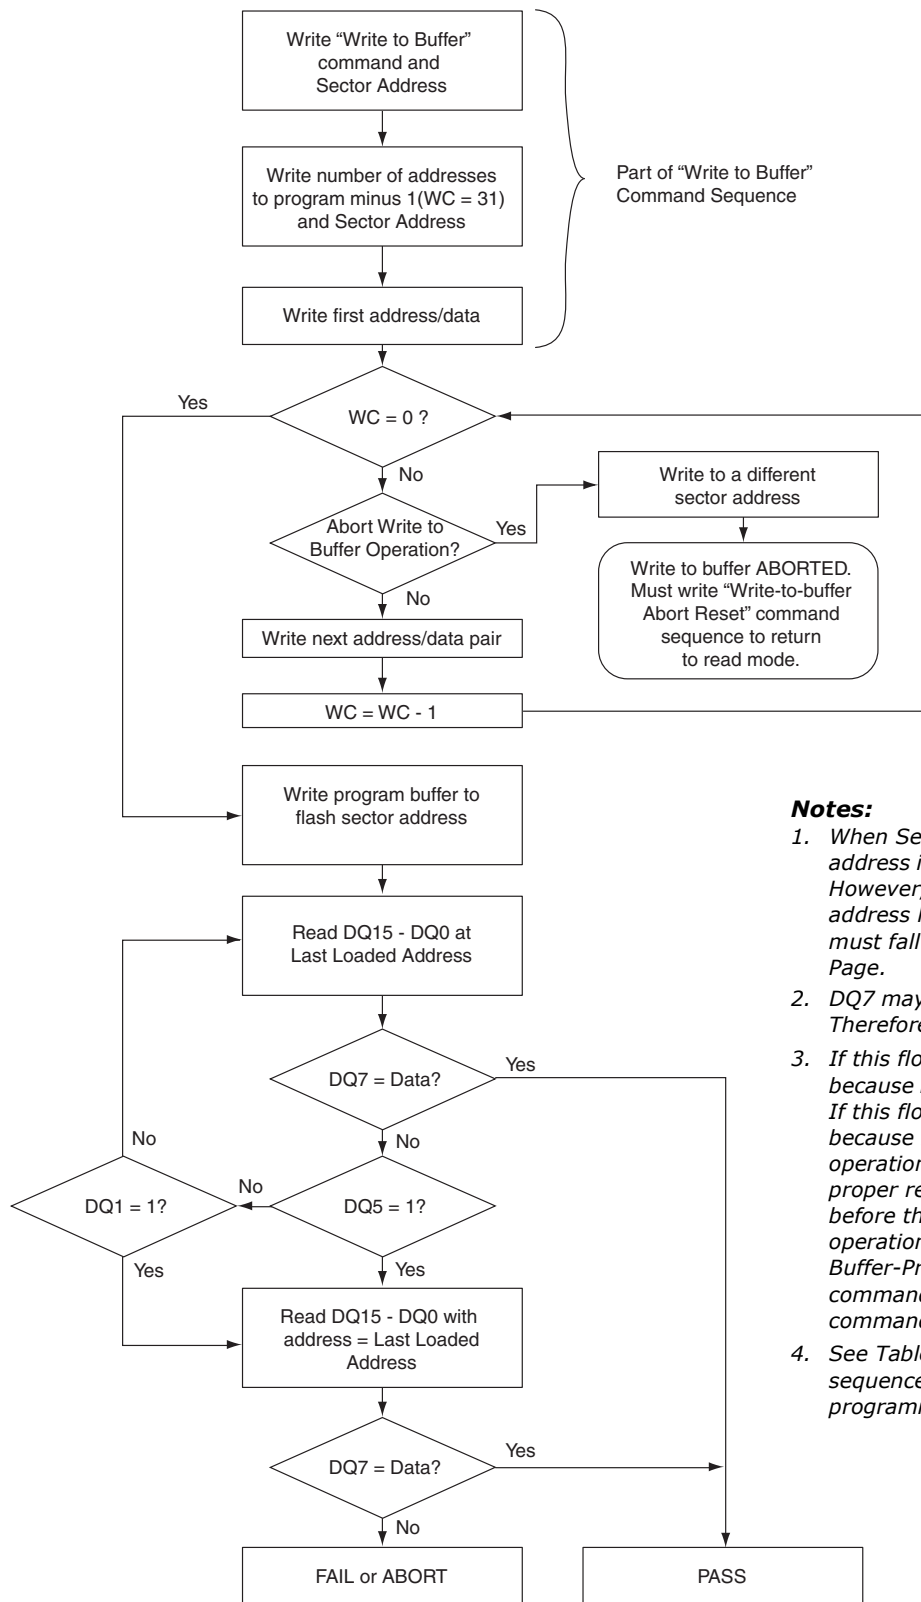 Write “Write to Buffer”
command and
Sector Address
Write number of addresses
to program minus 1(WC = 31)
and Sector Address
Part of “Write to Buffer”
Command Sequence
Write first address/data
Yes
WC = 0 ?
No
Write to a different
sector address
Abort Write to
Buffer Operation?
Yes
Write to buffer ABORTED.
Must write “Write-to-buffer
Abort Reset” command
sequence to return
to read mode.
No
Write next address/data pair
WC = WC - 1
Write program buffer to
flash sector address
Read DQ15 - DQ0 at
Last Loaded Address
DQ7 = Data?
Yes
No
No
DQ1 = 1?
No
DQ5 = 1?
Yes
Yes
Read DQ15 - DQ0 with
address = Last Loaded
Address
DQ7 = Data?
Yes
No
FAIL or ABORT
PASS
Notes:
1. When Se
address i
However,
address
must fall
Page.
2. DQ7 may
Therefore
3. If this flo
because
If this flo
because
operation
proper re
before th
operation
Buffer-Pr
command
command
4. See Table
sequence
program